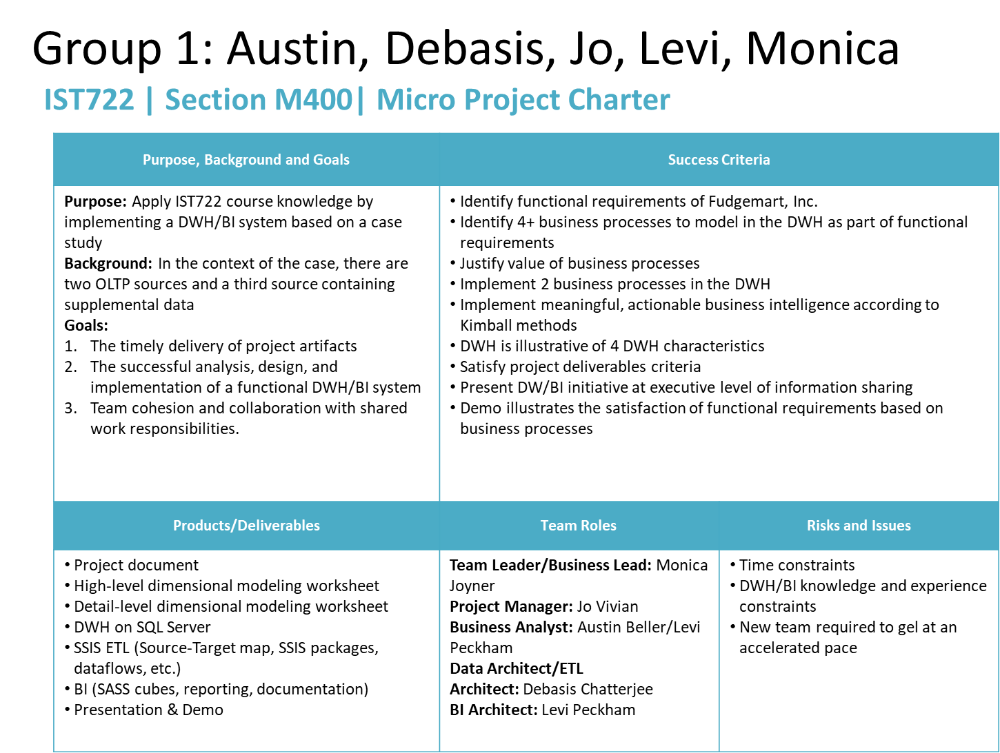 Group 1: Austin, Debasis, Jo, Levi, Monica
IST722 | Section M400| Micro Project Charter
Purpose, Background and Goals
Success Criteria
Purpose: Apply IST722 course knowledge by
implementing a DWH/BI system based on a case
study
Background: In the context of the case, there are
two OLTP sources and a third source containing
supplemental data
Goals:
1. The timely delivery of project artifacts
2. The successful analysis, design, and
implementation of a functional DWH/BI system
3. Team cohesion and collaboration with shared
work responsibilities.
• Identify functional requirements of Fudgemart, Inc.
• Identify 4+ business processes to model in the DWH as part of functional
requirements
• Justify value of business processes
• Implement 2 business processes in the DWH
• Implement meaningful, actionable business intelligence according to
Kimball methods
• DWH is illustrative of 4 DWH characteristics
• Satisfy project deliverables criteria
• Present DW/BI initiative at executive level of information sharing
• Demo illustrates the satisfaction of functional requirements based on
business processes
Products/Deliverables
Team Roles
Risks and Issues
• Project document
• High-level dimensional modeling worksheet
• Detail-level dimensional modeling worksheet
• DWH on SQL Server
• SSIS ETL (Source-Target map, SSIS packages,
dataflows, etc.)
• BI (SASS cubes, reporting, documentation)
• Presentation & Demo
Team Leader/Business Lead: Monica
Joyner
Project Manager: Jo Vivian
Business Analyst: Austin Beller/Levi
Peckham
Data Architect/ETL
Architect: Debasis Chatterjee
BI Architect: Levi Peckham
• Time constraints
• DWH/BI knowledge and experience
constraints
• New team required to gel at an
accelerated pace